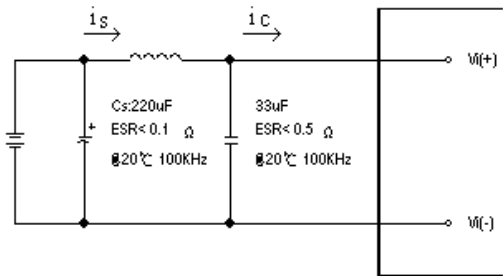 is
ic
Vi(+)
Cs:220uF
ESR<0.1 Ω
@20℃ 100KHz
33uF
ESR<0.5 Ω
@20℃ 100KHz
+
Vi(-)